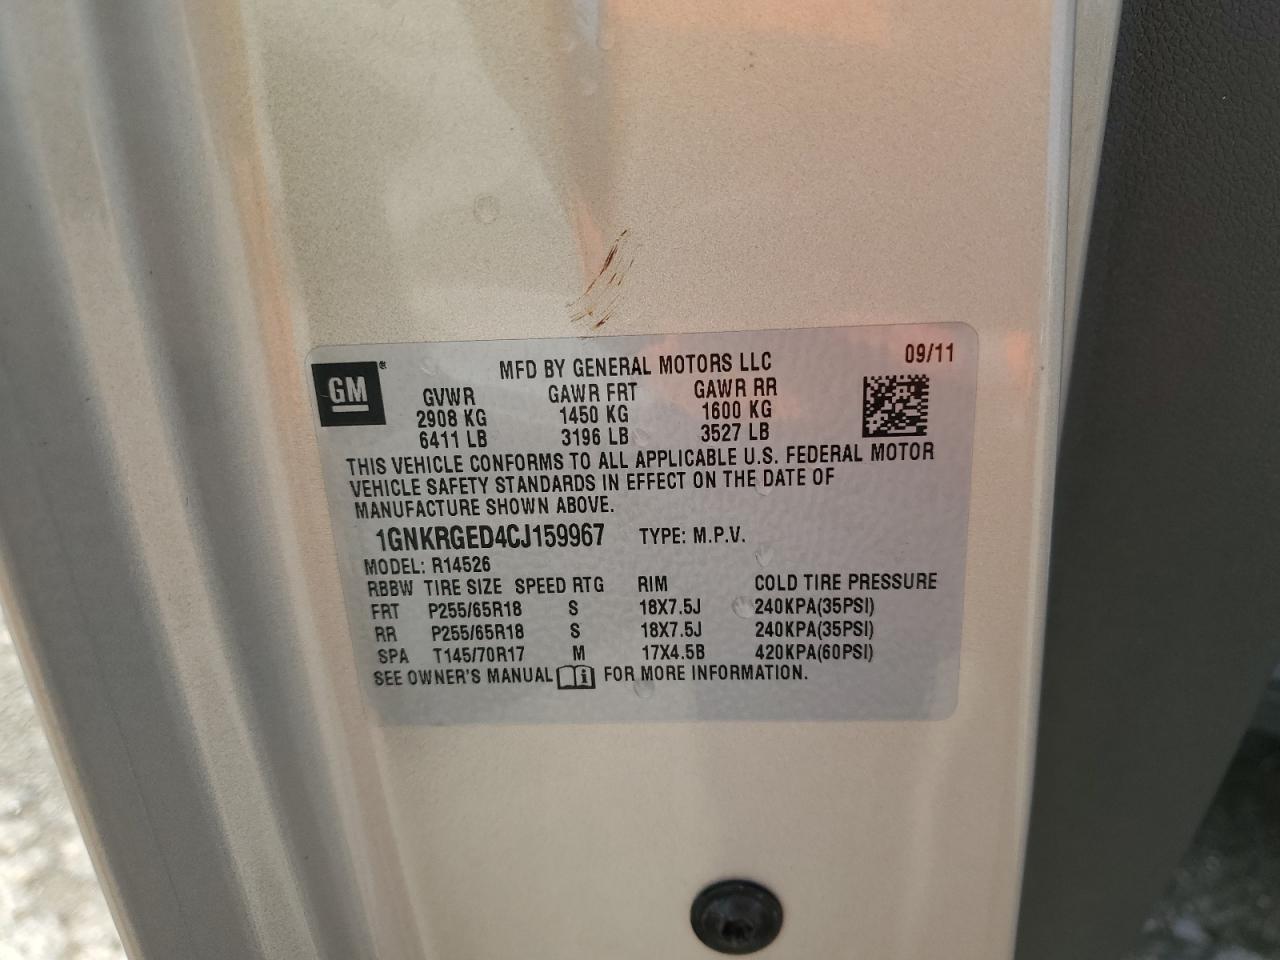 GM®
MFD BY GENERAL MOTORS LLC 09/11
GVWR GAWR FRT GAWR RR
2908 KG 1450 KG 1600 KG
6411 LB 3196 LB 3527 LB
THIS VEHICLE CONFORMS TO ALL APPLICABLE U.S. FEDERAL MOTOR
VEHICLE SAFETY STANDARDS IN EFFECT ON THE DATE OF
MANUFACTURE SHOWN ABOVE.
1GNKRGED4CJ159967 TYPE: M.P.V.
MODEL: R14526
RBBW TIRE SIZE SPEED RTG RIM COLD TIRE PRESSURE
FRT P255/65R18 S 18X7.5J 240KPA(35PSI)
RR P255/65R18 S 18X7.5J 240KPA(35PSI)
SPA T145/70R17 M 17X4.5B 420KPA(60PSI)
SEE OWNER'S MANUAL FOR MORE INFORMATION.